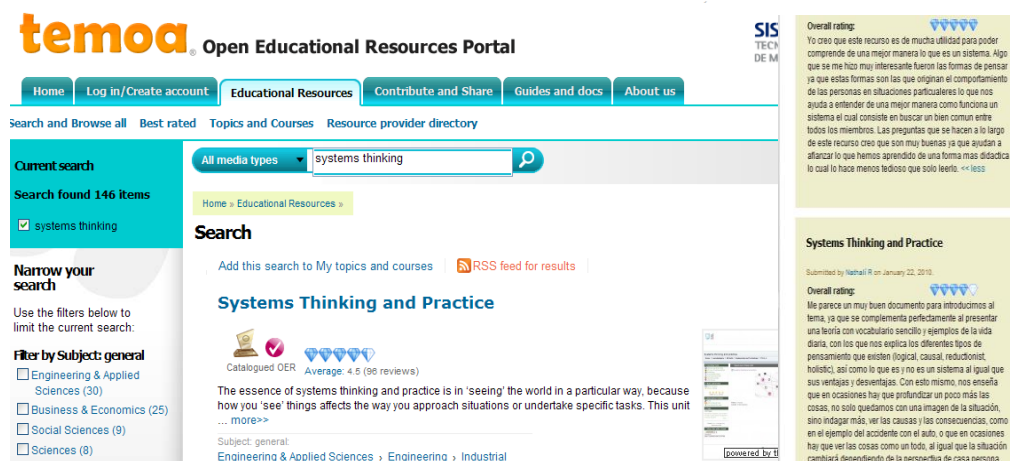 temoa® Open Educational Resources Portal
SIS
TECN
DE M
Home Log in/Create account Educational Resources Contribute and Share Guides and docs About us
Search and Browse all Best rated Topics and Courses Resource provider directory
Current search
Search found 146 items
systems thinking
Narrow your
search
Use the filters below to
limit the current search:
Filter by Subject: general
Engineering & Applied
Sciences (30)
Business & Economics (25)
Social Sciences (9)
Sciences (8)
All media types systems thinking
Home » Educational Resources »
Search
Add this search to My topics and courses RSS feed for results
Systems Thinking and Practice
Catalogued OER Average: 4.5 (96 reviews)
The essence of systems thinking and practice is in ‘seeing’ the world in a particular way, because
how you ‘see’ things affects the way you approach situations or undertake specific tasks. This unit
... more>>
Subject: general:
Engineering & Applied Sciences › Engineering › Industrial
powered by
Overall rating:
Yo creo que este recurso es de mucha utilidad para poder
comprende de una mejor manera lo que es un sistema. Algo
que se me hizo muy interesante fueron las formas de pensar
ya que estas formas son las que originan el comportamiento
de las personas en situaciones particualeres lo que nos
ayuda a entender de una mejor manera como funciona un
sistema el cual consiste en buscar un bien comun entre
todos los miembros. Las preguntas que se hacen a lo largo
de este recurso creo que son muy buenas ya que ayudan a
afianzar lo que hemos aprendido de una forma mas didactica
lo cual lo hace menos tedioso que solo leerlo. << less
Systems Thinking and Practice
Submitted by Nathali R on January 22, 2010.
Overall rating:
Me parece un muy buen documento para introducirnos al
tema, ya que se complementa perfectamente al presentar
una teoría con vocabulario sencillo y ejemplos de la vida
diaria, con los que nos explica los diferentes tipos de
pensamiento que existen (logical, causal, reductionist,
holistic), así como lo que es y no es un sistema al igual que
sus ventajas y desventajas. Con esto mismo, nos enseña
que en ocasiones hay que profundizar un poco más las
cosas, no solo quedarnos con una imagen de la situación,
sino indagar más, ver las causas y las consecuencias, como
en el ejemplo del accidente con el auto, o que en ocasiones
hay que ver las cosas como un todo, al igual que la situación
cambiará dependiendo de la perspectiva de casa persona